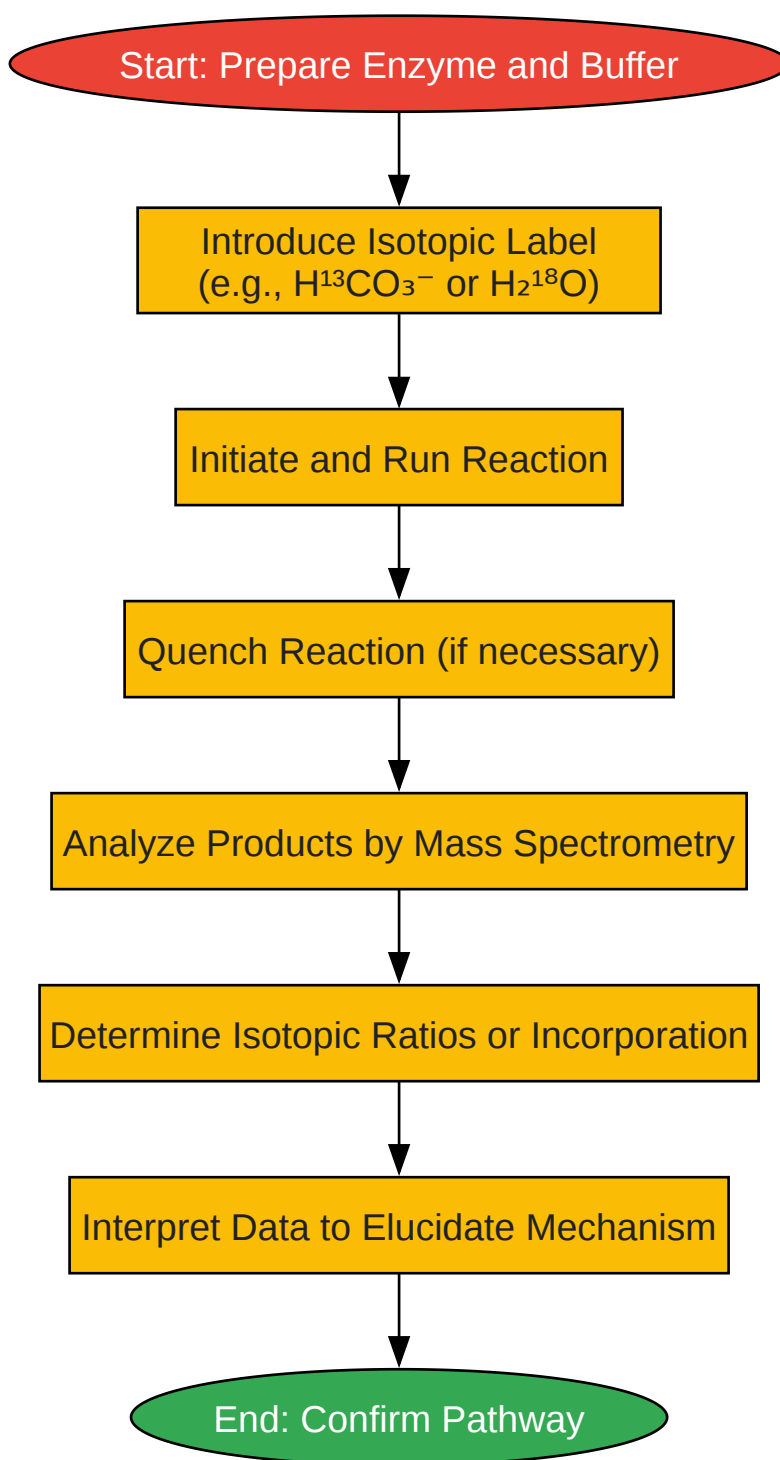 Start: Prepare Enzyme and Buffer
Introduce Isotopic Label
(e.g., H¹³CO₃⁻ or H₂¹⁸O)
Initiate and Run Reaction
Quench Reaction (if necessary)
Analyze Products by Mass Spectrometry
Determine Isotopic Ratios or Incorporation
Interpret Data to Elucidate Mechanism
End: Confirm Pathway